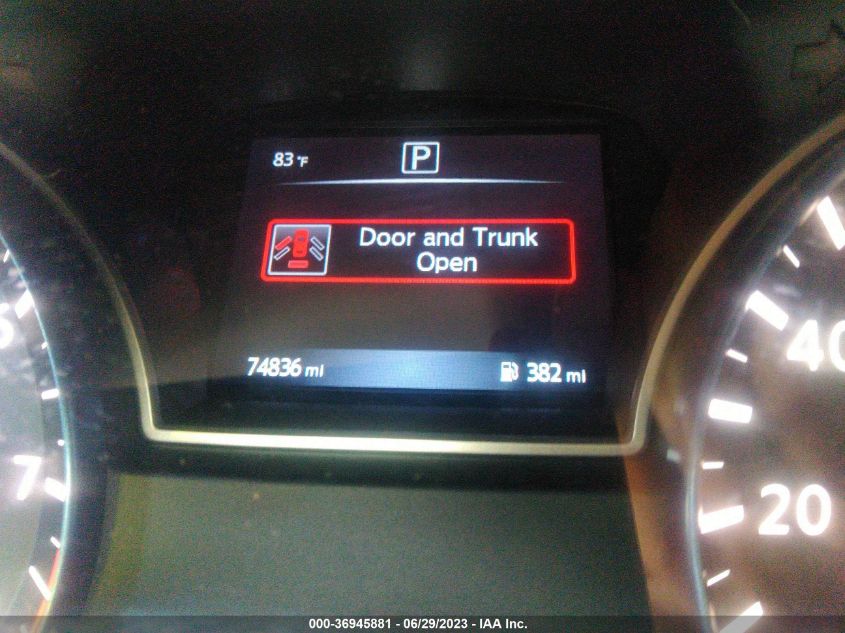 83 °F
P
Door and Trunk
Open
74836 mi
382 mi
7
40
20
000-36945881 - 06/29/2023 - IAA Inc.